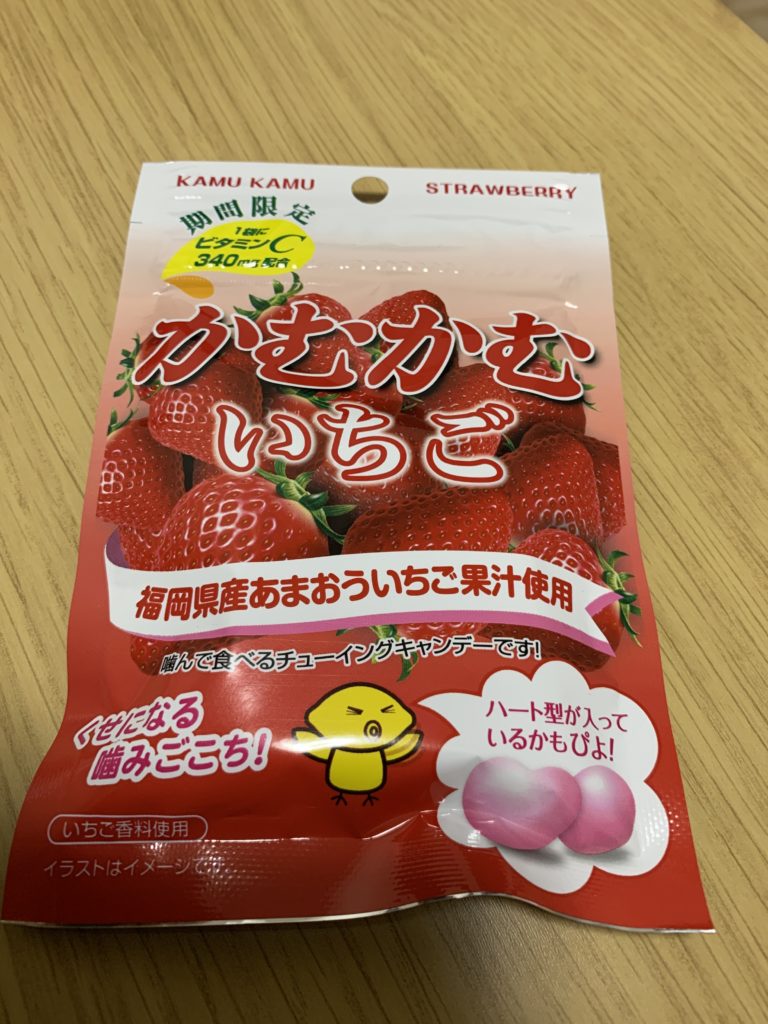 KAMU KAMU
STRAWBERRY
期間限定
1袋に
ビタミンC
340mg配合
かむかむ
いちご
福岡県産あまおういちご果汁使用
噛んで食べるチューイングキャンデーです!
くせになる
噛みごこち!
ハート型が入って
いるかもぴよ!
いちご香料使用
イラストはイメージです。